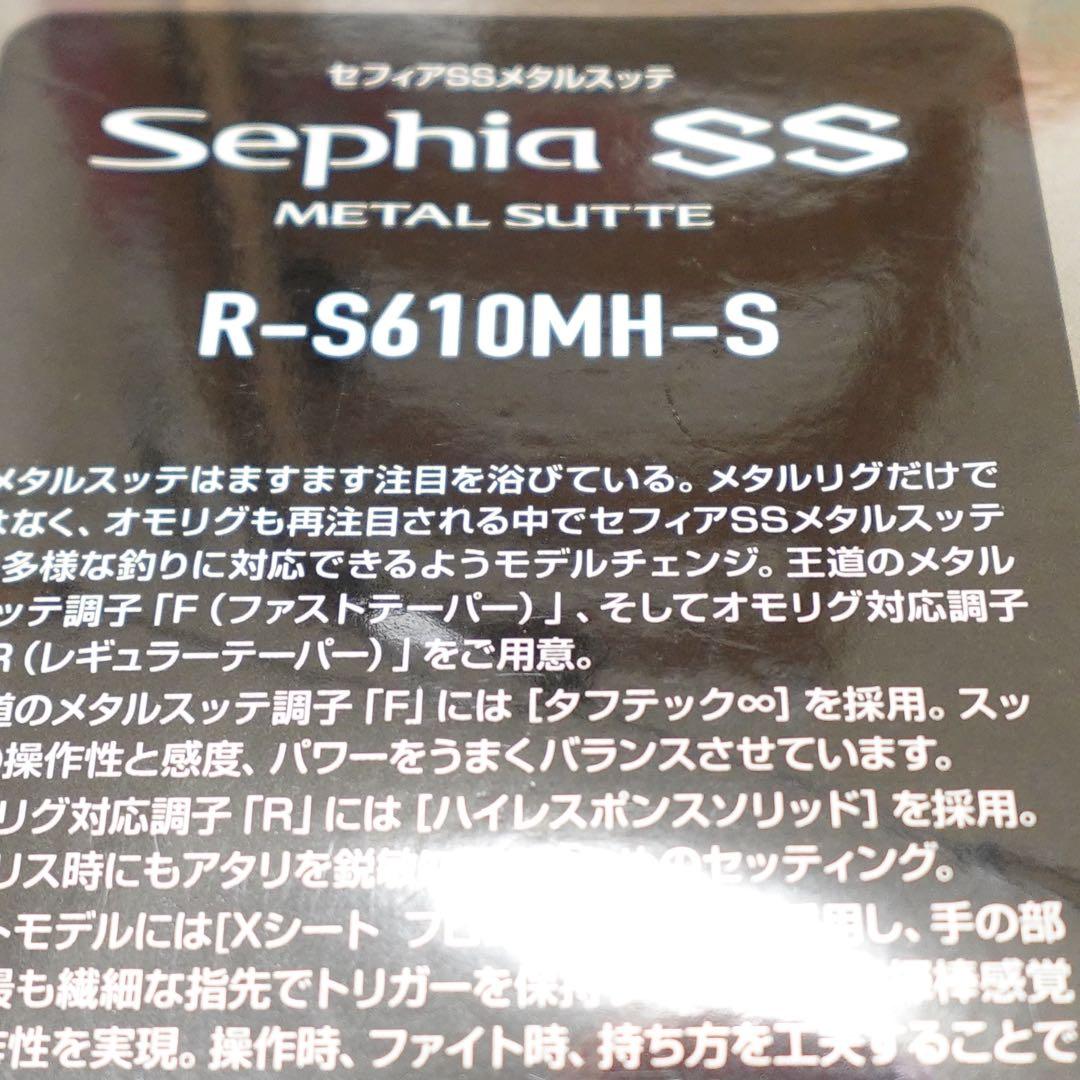 セフィアSSメタルスッテ
Sephia SS
METAL SUTTE
R-S610MH-S
メタルスッテはますます注目を浴びている。メタルリグだけで
なく、オモリグも再注目される中でセフィアSSメタルスッテ
多様な釣りに対応できるようモデルチェンジ。王道のメタル
ッテ調子「F（ファストテーパー）」、そしてオモリグ対応調子
R（レギュラーテーパー）」をご用意。
道のメタルスッテ調子「F」には［タフテック∞］を採用。スッ
操作性と感度、パワーをうまくバランスさせています。
リグ対応調子「R」には［ハイレスポンスソリッド］を採用。
リス時にもアタリを鋭敏 のセッティング。
トモデルには[Xシート フ 用し、手の部
最も繊細な指先でトリガーを保持 棒感覚
性を実現。操作時、ファイト時、持ち方を工夫することで